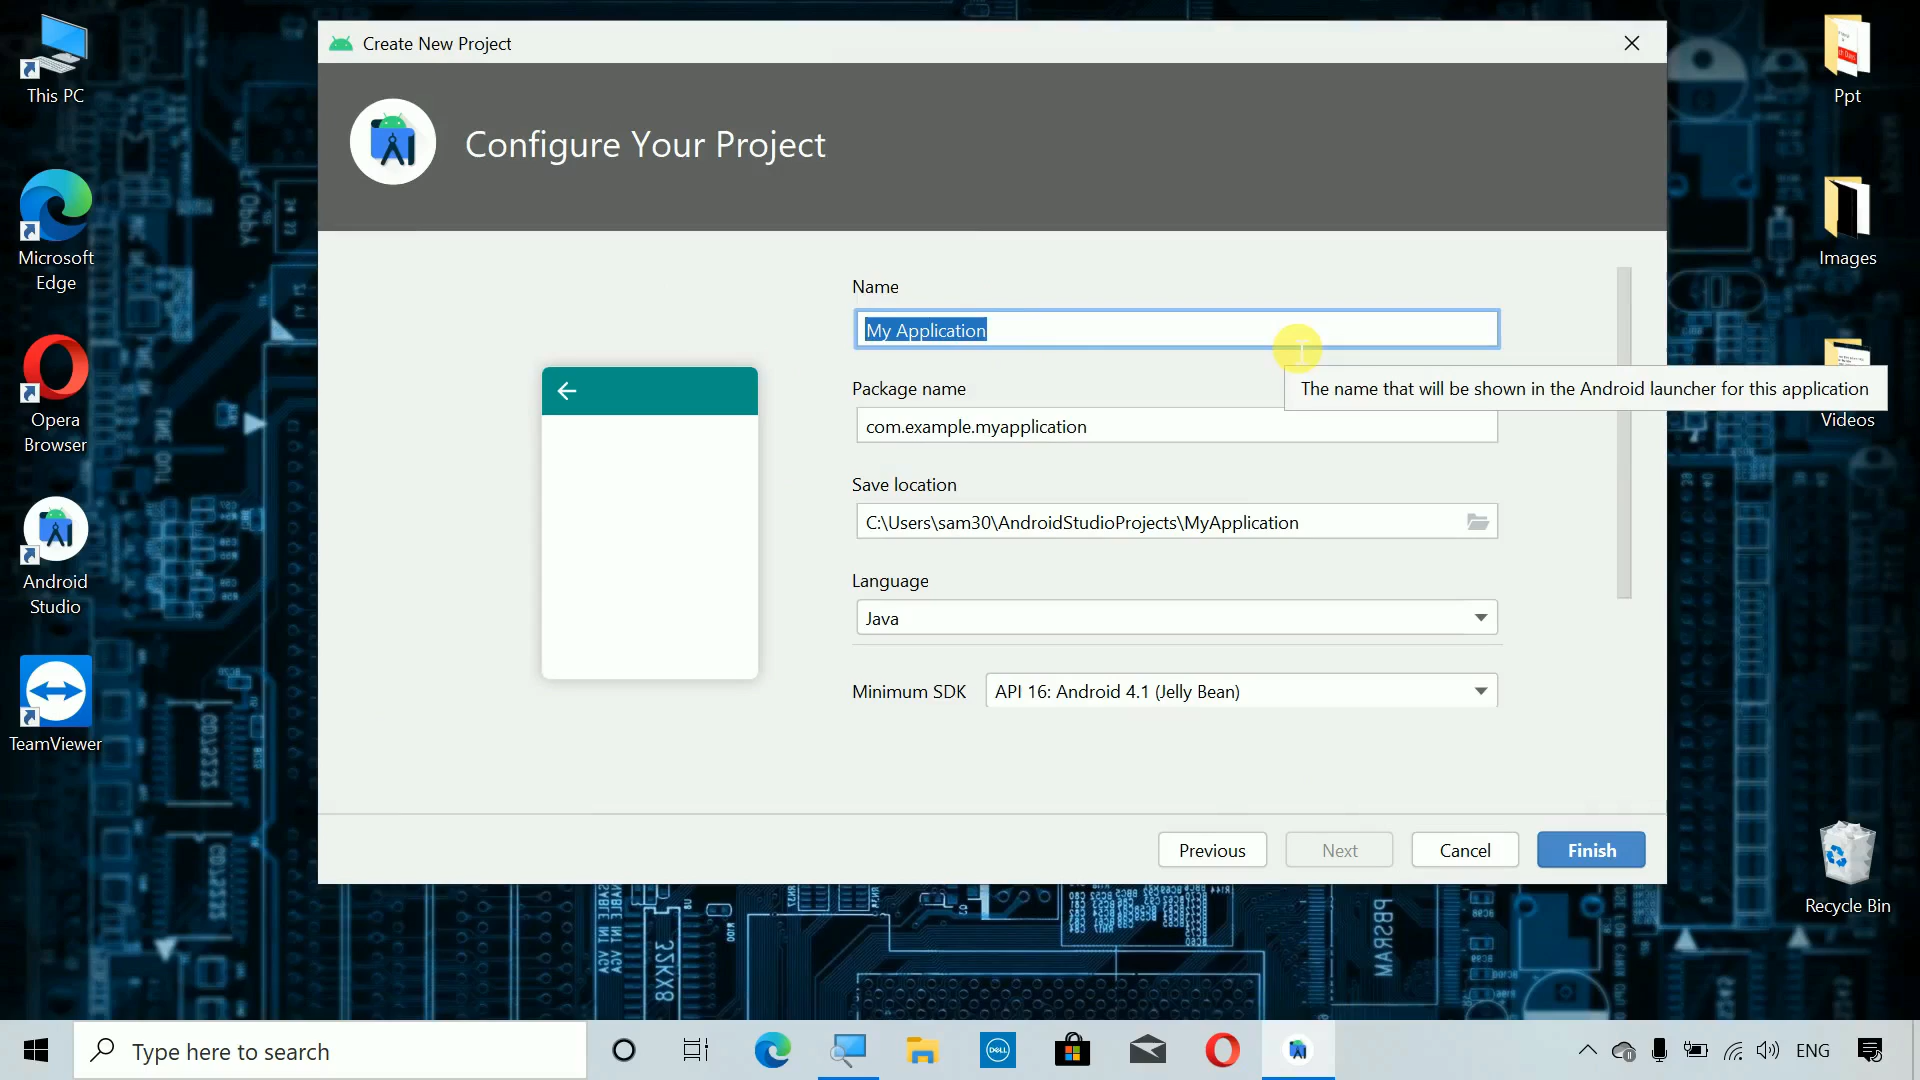 Create New Project
Configure Your Project
Name
My Application
The name that will be shown in the Android launcher for this application
Package name
com.example.myapplication
Save location
C:\Users\sam30\AndroidStudioProjects\MyApplication
Language
Java
Minimum SDK
API 16: Android 4.1 (Jelly Bean)
Previous
Next
Cancel
Finish
This PC
Microsoft
Edge
Opera
Browser
Android
Studio
TeamViewer
Ppt
Images
Videos
Recycle Bin
32KX8
PBSRAM
Type here to search
DELL
ENG